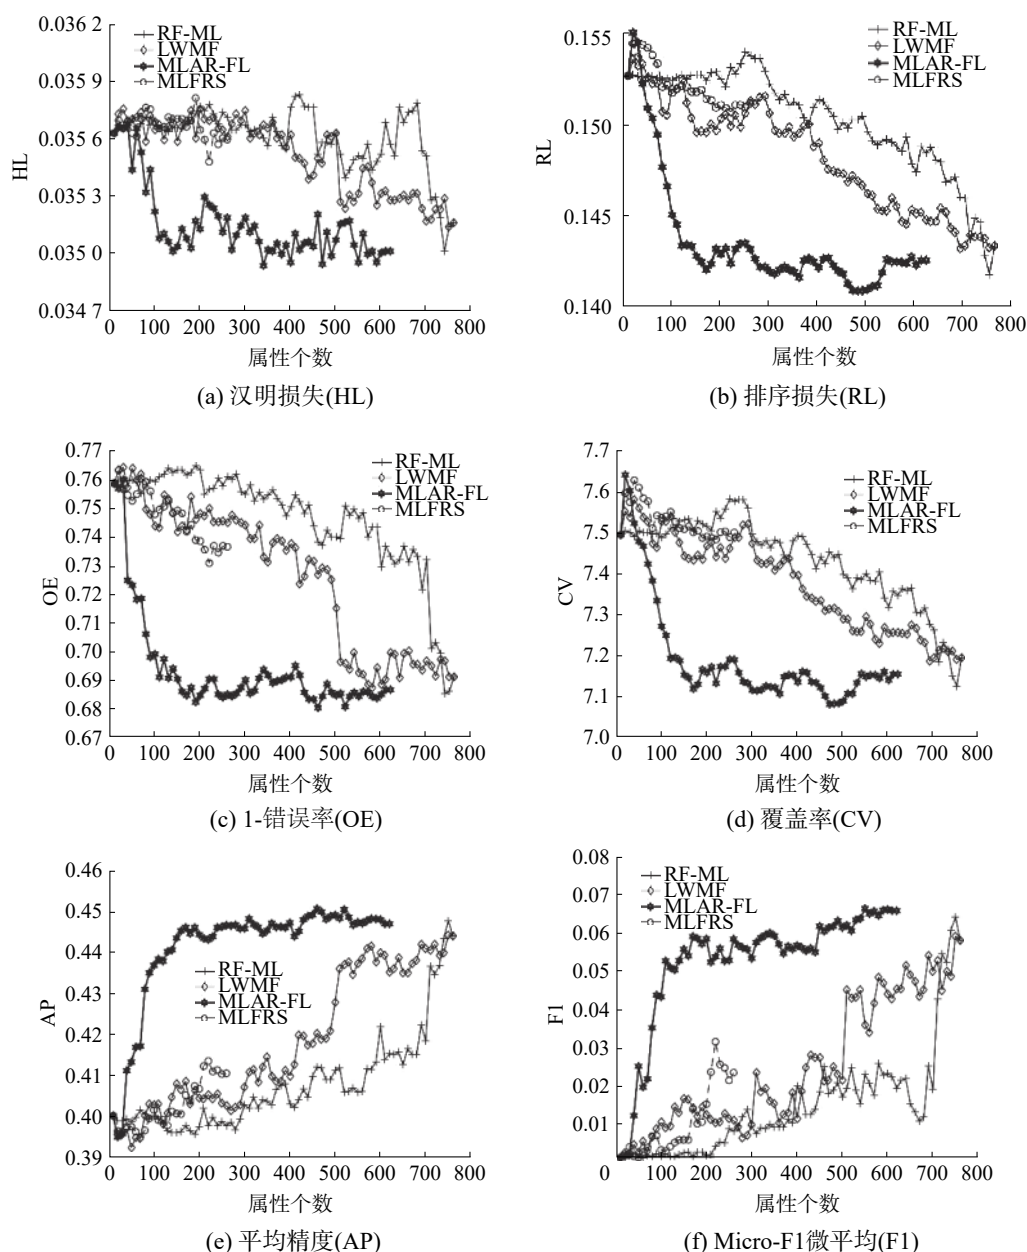 0.036 2
0.035 9
0.035 6
0.035 3
0.035 0
0.034 7
HL
RF-ML
LWMF
MLAR-FL
MLFRS
0 100 200 300 400 500 600 700 800
属性个数
(a) 汉明损失(HL)
0.155
0.150
0.145
0.140
RL
RF-ML
LWMF
MLAR-FL
MLFRS
0 100 200 300 400 500 600 700 800
属性个数
(b) 排序损失(RL)
0.77
0.76
0.75
0.74
0.73
0.72
0.71
0.70
0.69
0.68
0.67
OE
RF-ML
LWMF
MLAR-FL
MLFRS
0 100 200 300 400 500 600 700 800
属性个数
(c) 1-错误率(OE)
7.7
7.6
7.5
7.4
7.3
7.2
7.1
7.0
CV
RF-ML
LWMF
MLAR-FL
MLFRS
0 100 200 300 400 500 600 700 800
属性个数
(d) 覆盖率(CV)
0.46
0.45
0.44
0.43
0.42
0.41
0.40
0.39
AP
RF-ML
LWMF
MLAR-FL
MLFRS
0 100 200 300 400 500 600 700 800
属性个数
(e) 平均精度(AP)
0.08
0.07
0.06
0.05
0.04
0.03
0.02
0.01
F1
RF-ML
LWMF
MLAR-FL
MLFRS
0 100 200 300 400 500 600 700 800
属性个数
(f) Micro-F1微平均(F1)